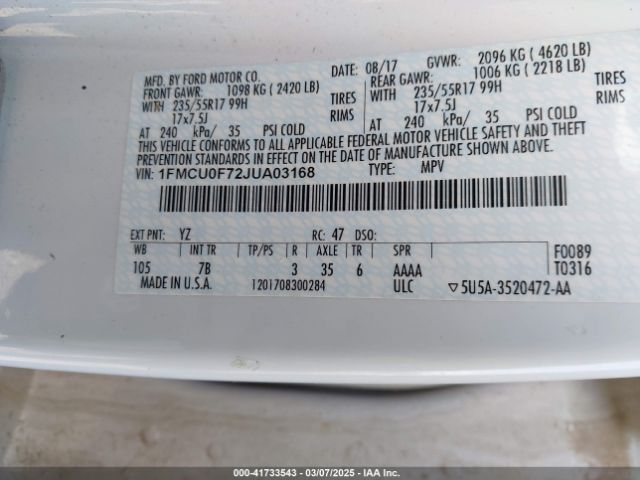 MFD. BY FORD MOTOR CO. DATE: 08/17 GVWR: 2096 KG ( 4620 LB)
FRONT GAWR: 1098 KG ( 2420 LB) REAR GAWR: 1006 KG ( 2218 LB)
WITH 235/55R17 99H TIRES WITH 235/55R17 99H TIRES
17x7.5J RIMS 17x7.5J RIMS
AT 240 kPa/ 35 PSI COLD AT 240 kPa/ 35 PSI COLD
THIS VEHICLE CONFORMS TO ALL APPLICABLE FEDERAL MOTOR VEHICLE SAFETY AND THEFT
PREVENTION STANDARDS IN EFFECT ON THE DATE OF MANUFACTURE SHOWN ABOVE.
VIN: 1FMCU0F72JUA03168 TYPE: MPV
EXT PNT: YZ RC: 47 DSO: F0089
WB INT TR TP/PS R AXLE TR SPR T0316
105 7B 3 35 6 AAAA
MADE IN U.S.A. 1201708300284 ULC ▽5U5A-3520472-AA
000-41733543 | 03/07/2025 - IAA Inc.